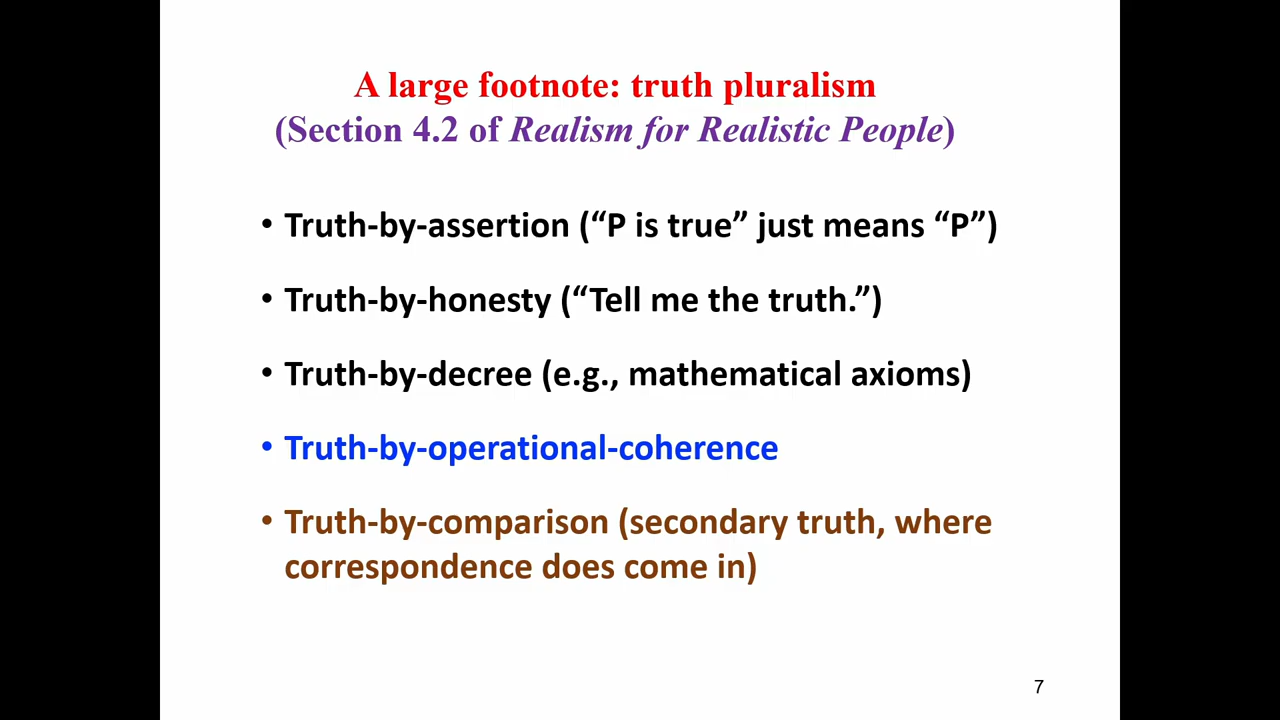 A large footnote: truth pluralism
(Section 4.2 of Realism for Realistic People)
• Truth-by-assertion (“P is true” just means “P”)
• Truth-by-honesty (“Tell me the truth.”)
• Truth-by-decree (e.g., mathematical axioms)
• Truth-by-operational-coherence
• Truth-by-comparison (secondary truth, where
correspondence does come in)
7